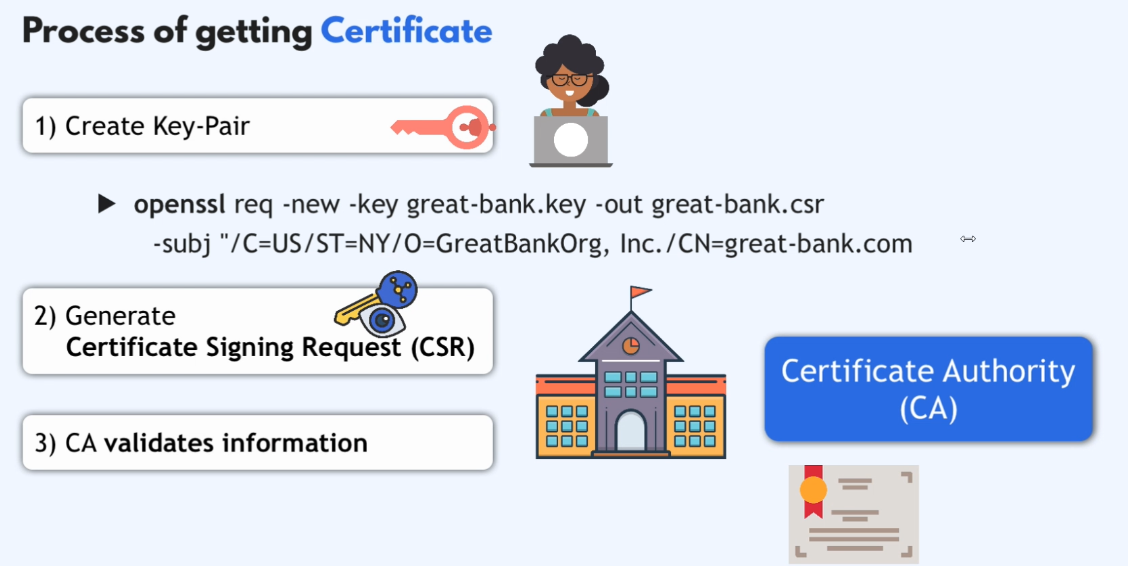 Process of getting Certificate
1) Create Key-Pair
▶ openssl req -new -key great-bank.key -out great-bank.csr
-subj "/C=US/ST=NY/O=GreatBankOrg, Inc./CN=great-bank.com
2) Generate
Certificate Signing Request (CSR)
Certificate Authority
(CA)
3) CA validates information